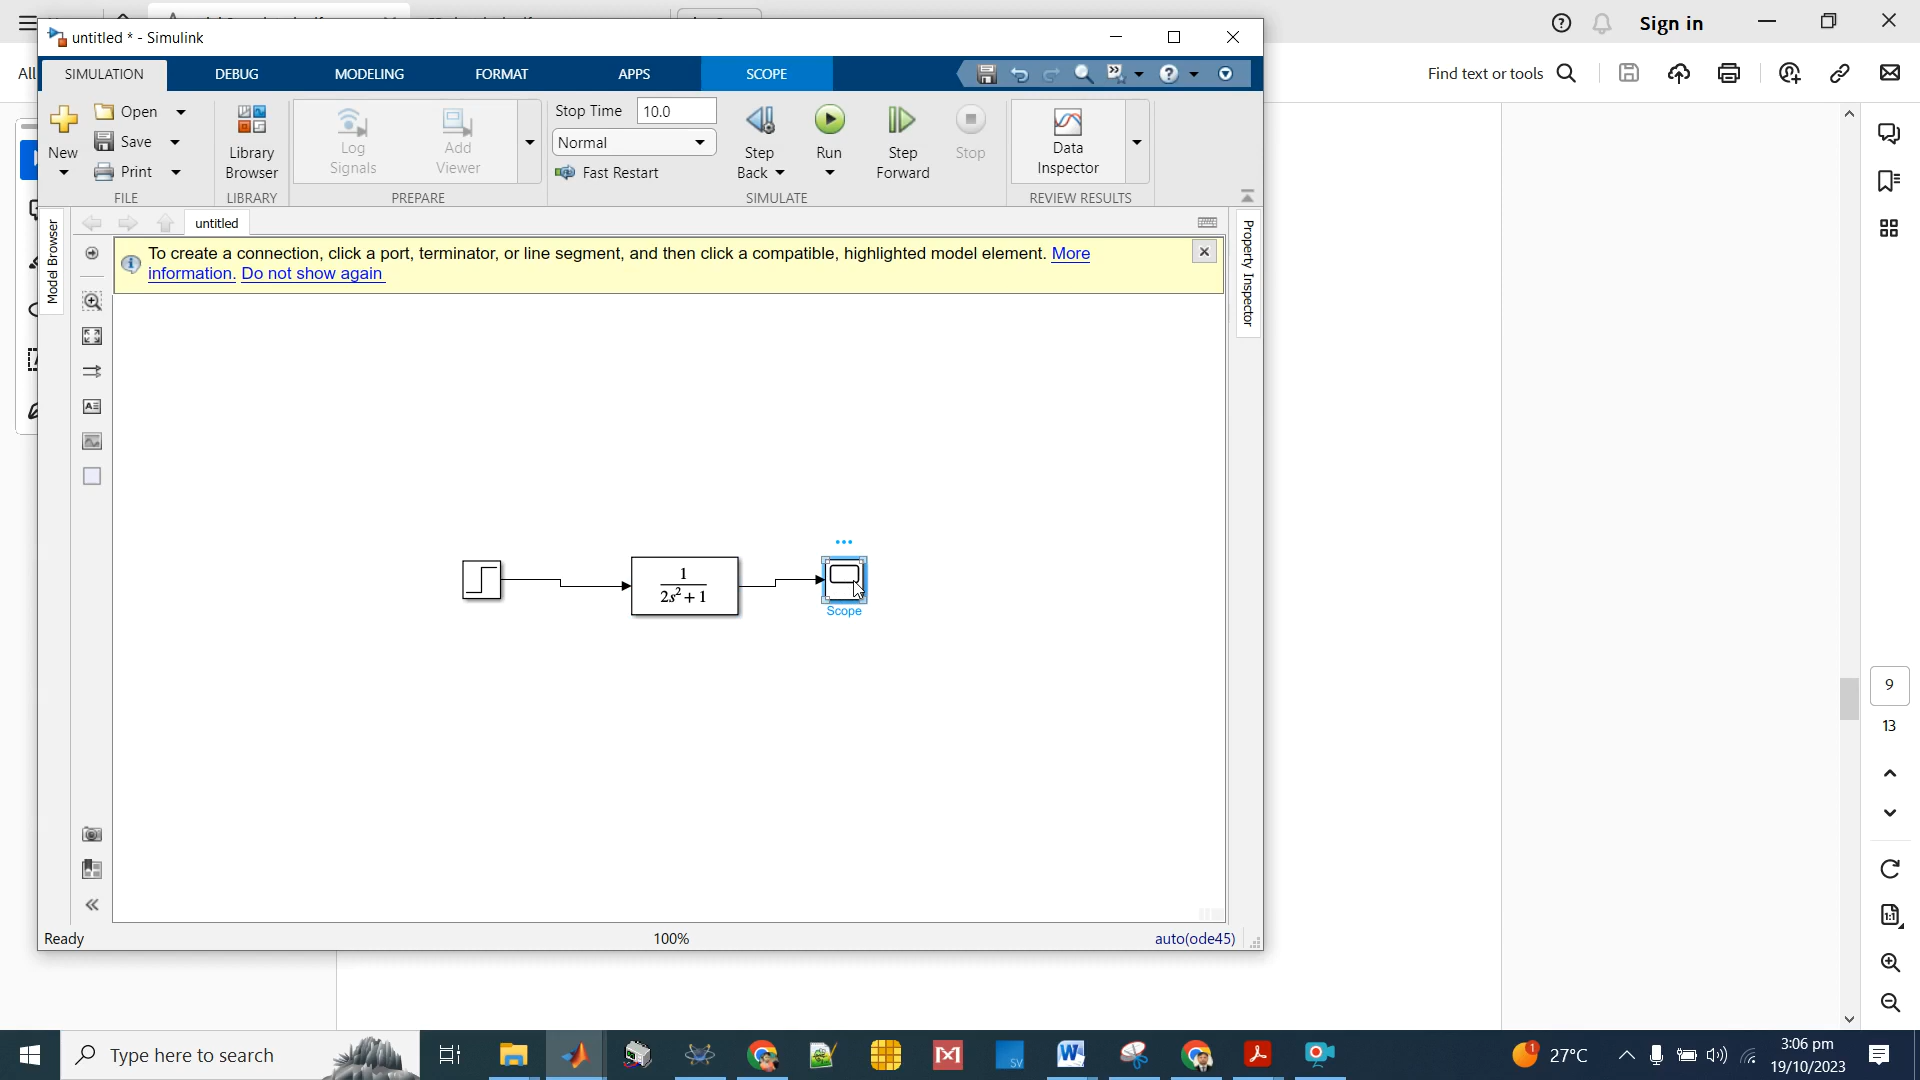 Sign in
All
Find text or tools
untitled * - Simulink
SIMULATION
DEBUG
MODELING
FORMAT
APPS
SCOPE
New
Open
Save
Print
FILE
Library
Browser
LIBRARY
Log
Signals
Add
Viewer
PREPARE
Stop Time 10.0
Normal
Fast Restart
Step
Back
Run
Step
Forward
Stop
SIMULATE
Data
Inspector
REVIEW RESULTS
Model Browser
untitled
Property Inspector
To create a connection, click a port, terminator, or line segment, and then click a compatible, highlighted model element. More
information. Do not show again
1
2s²+1
Scope
Ready
100%
auto(ode45)
9
13
Type here to search
27°C
3:06 pm
19/10/2023